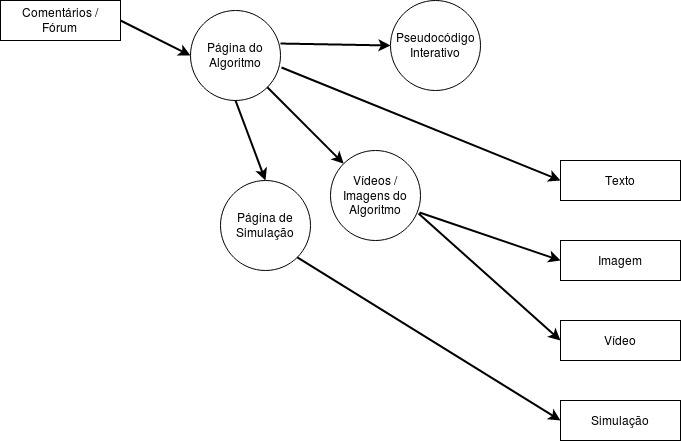 Comentários /
Fórum
Página do
Algoritmo
Pseudocódigo
Interativo
Texto
Vídeos /
Imagens do
Algoritmo
Página de
Simulação
Imagem
Vídeo
Simulação